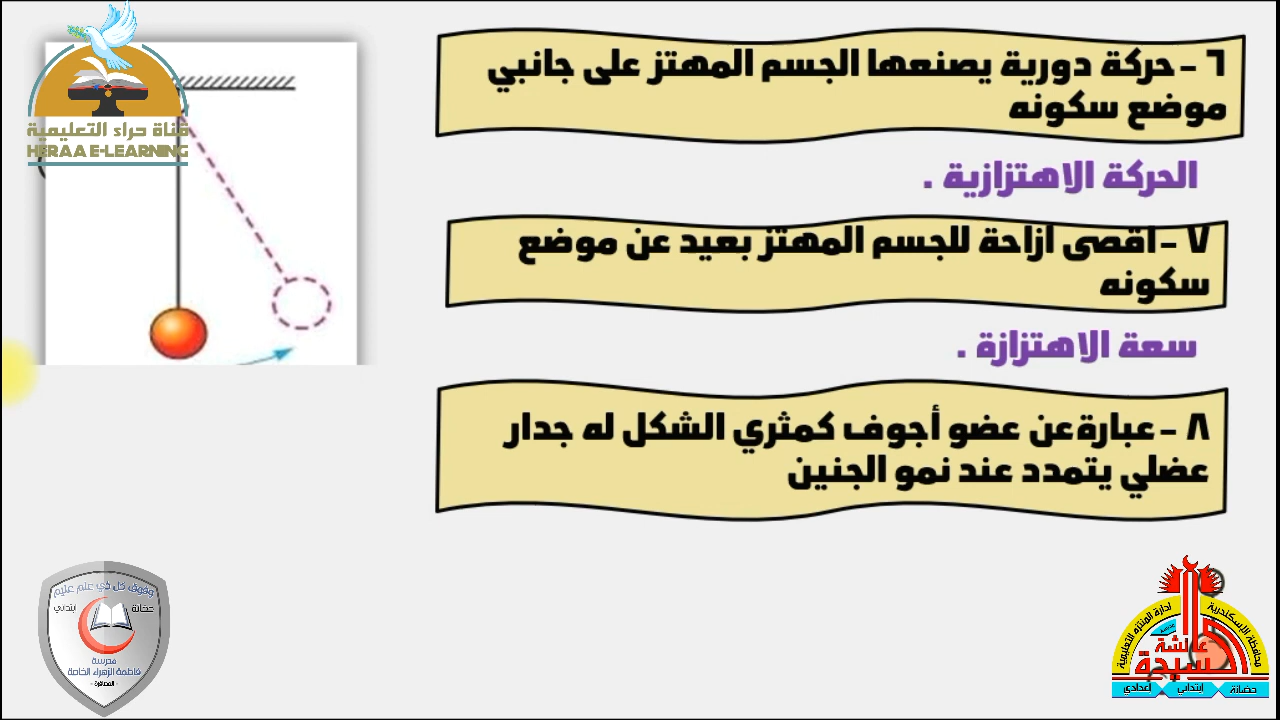 ٦ - حركة دورية يصنعها الجسم المهتز على جانبي
موضع سكونه
الحركة الاهتزازية .
٧ - اقصى ازاحة للجسم المهتز بعيد عن موضع
سكونه
سعة الاهتزازة .
٨ - عبارةعن عضو أجوف كمثري الشكل له جدار
عضلي يتمدد عند نمو الجنين
قناة حراء التعليمية
HERAA E-LEARNING
وفوق كل ذي علم عليم
حضانة
ابتدائي
مدرسة
فاطمة الزهراء الخاصة
محافظة الإسكندرية
ادارة المنتزه التعليمية
مدرسة
السيدة
عائشة
حضانة
ابتدائي
إعدادي